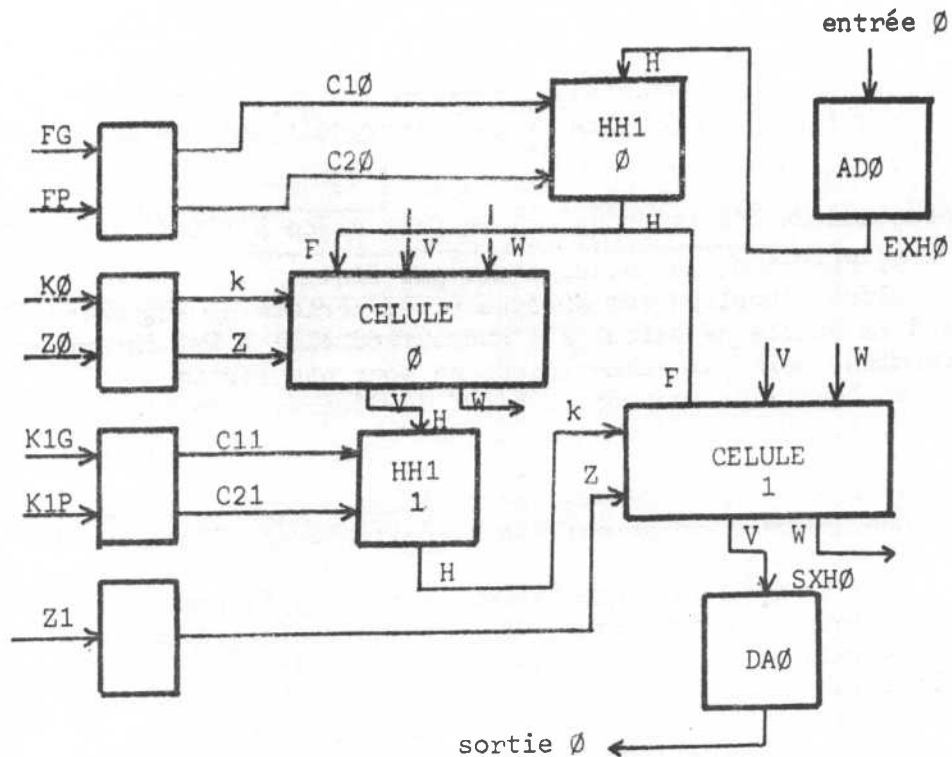 entrée Ø
H
C1Ø
HH1
Ø
FG
C2Ø
ADØ
FP
H
EXHØ
F
V
W
KØ
k
CELULE
Ø
V
W
ZØ
Z
F
V
W
H
k
K1G
C11
HH1
1
Z
CELULE
1
K1P
C21
V
W
H
SXHØ
Z1
DAØ
sortie Ø